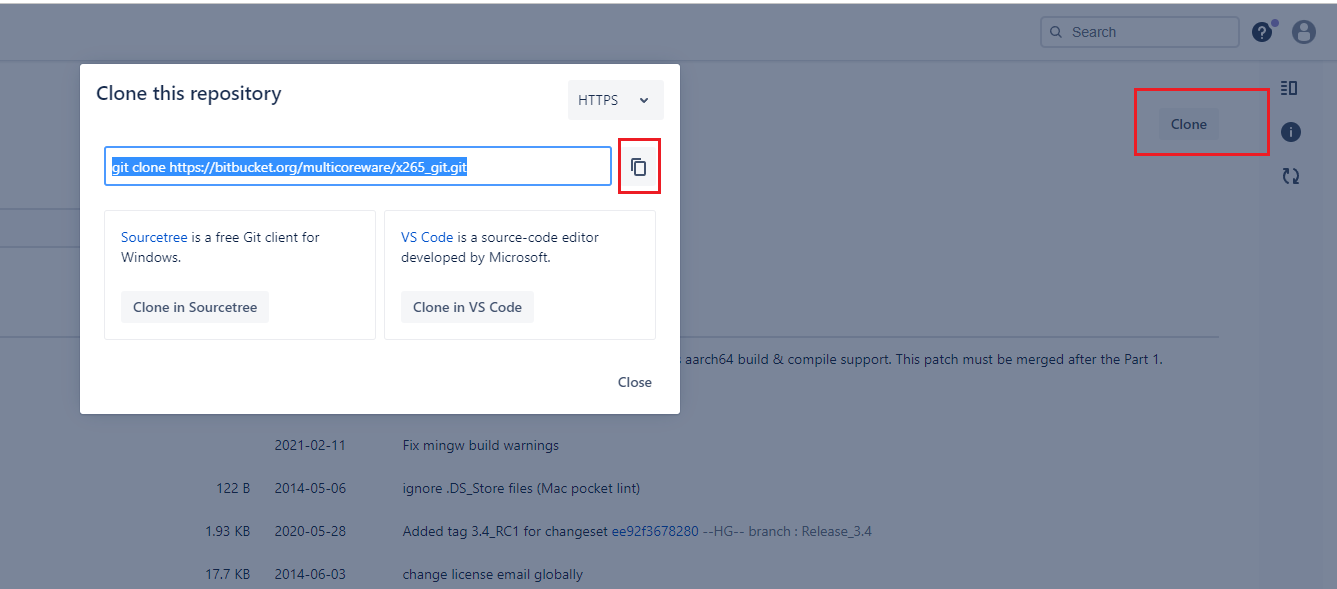 Search
Clone this repository
HTTPS
Clone
git clone https://bitbucket.org/multicoreware/x265_git.git
Sourcetree is a free Git client for
Windows.
Clone in Sourcetree
VS Code is a source-code editor
developed by Microsoft.
Clone in VS Code
aarch64 build & compile support. This patch must be merged after the Part 1.
Close
2021-02-11 Fix mingw build warnings
122 B 2014-05-06 ignore .DS_Store files (Mac pocket lint)
1.93 KB 2020-05-28 Added tag 3.4_RC1 for changeset ee92f3678280 --HG-- branch : Release_3.4
17.7 KB 2014-06-03 change license email globally